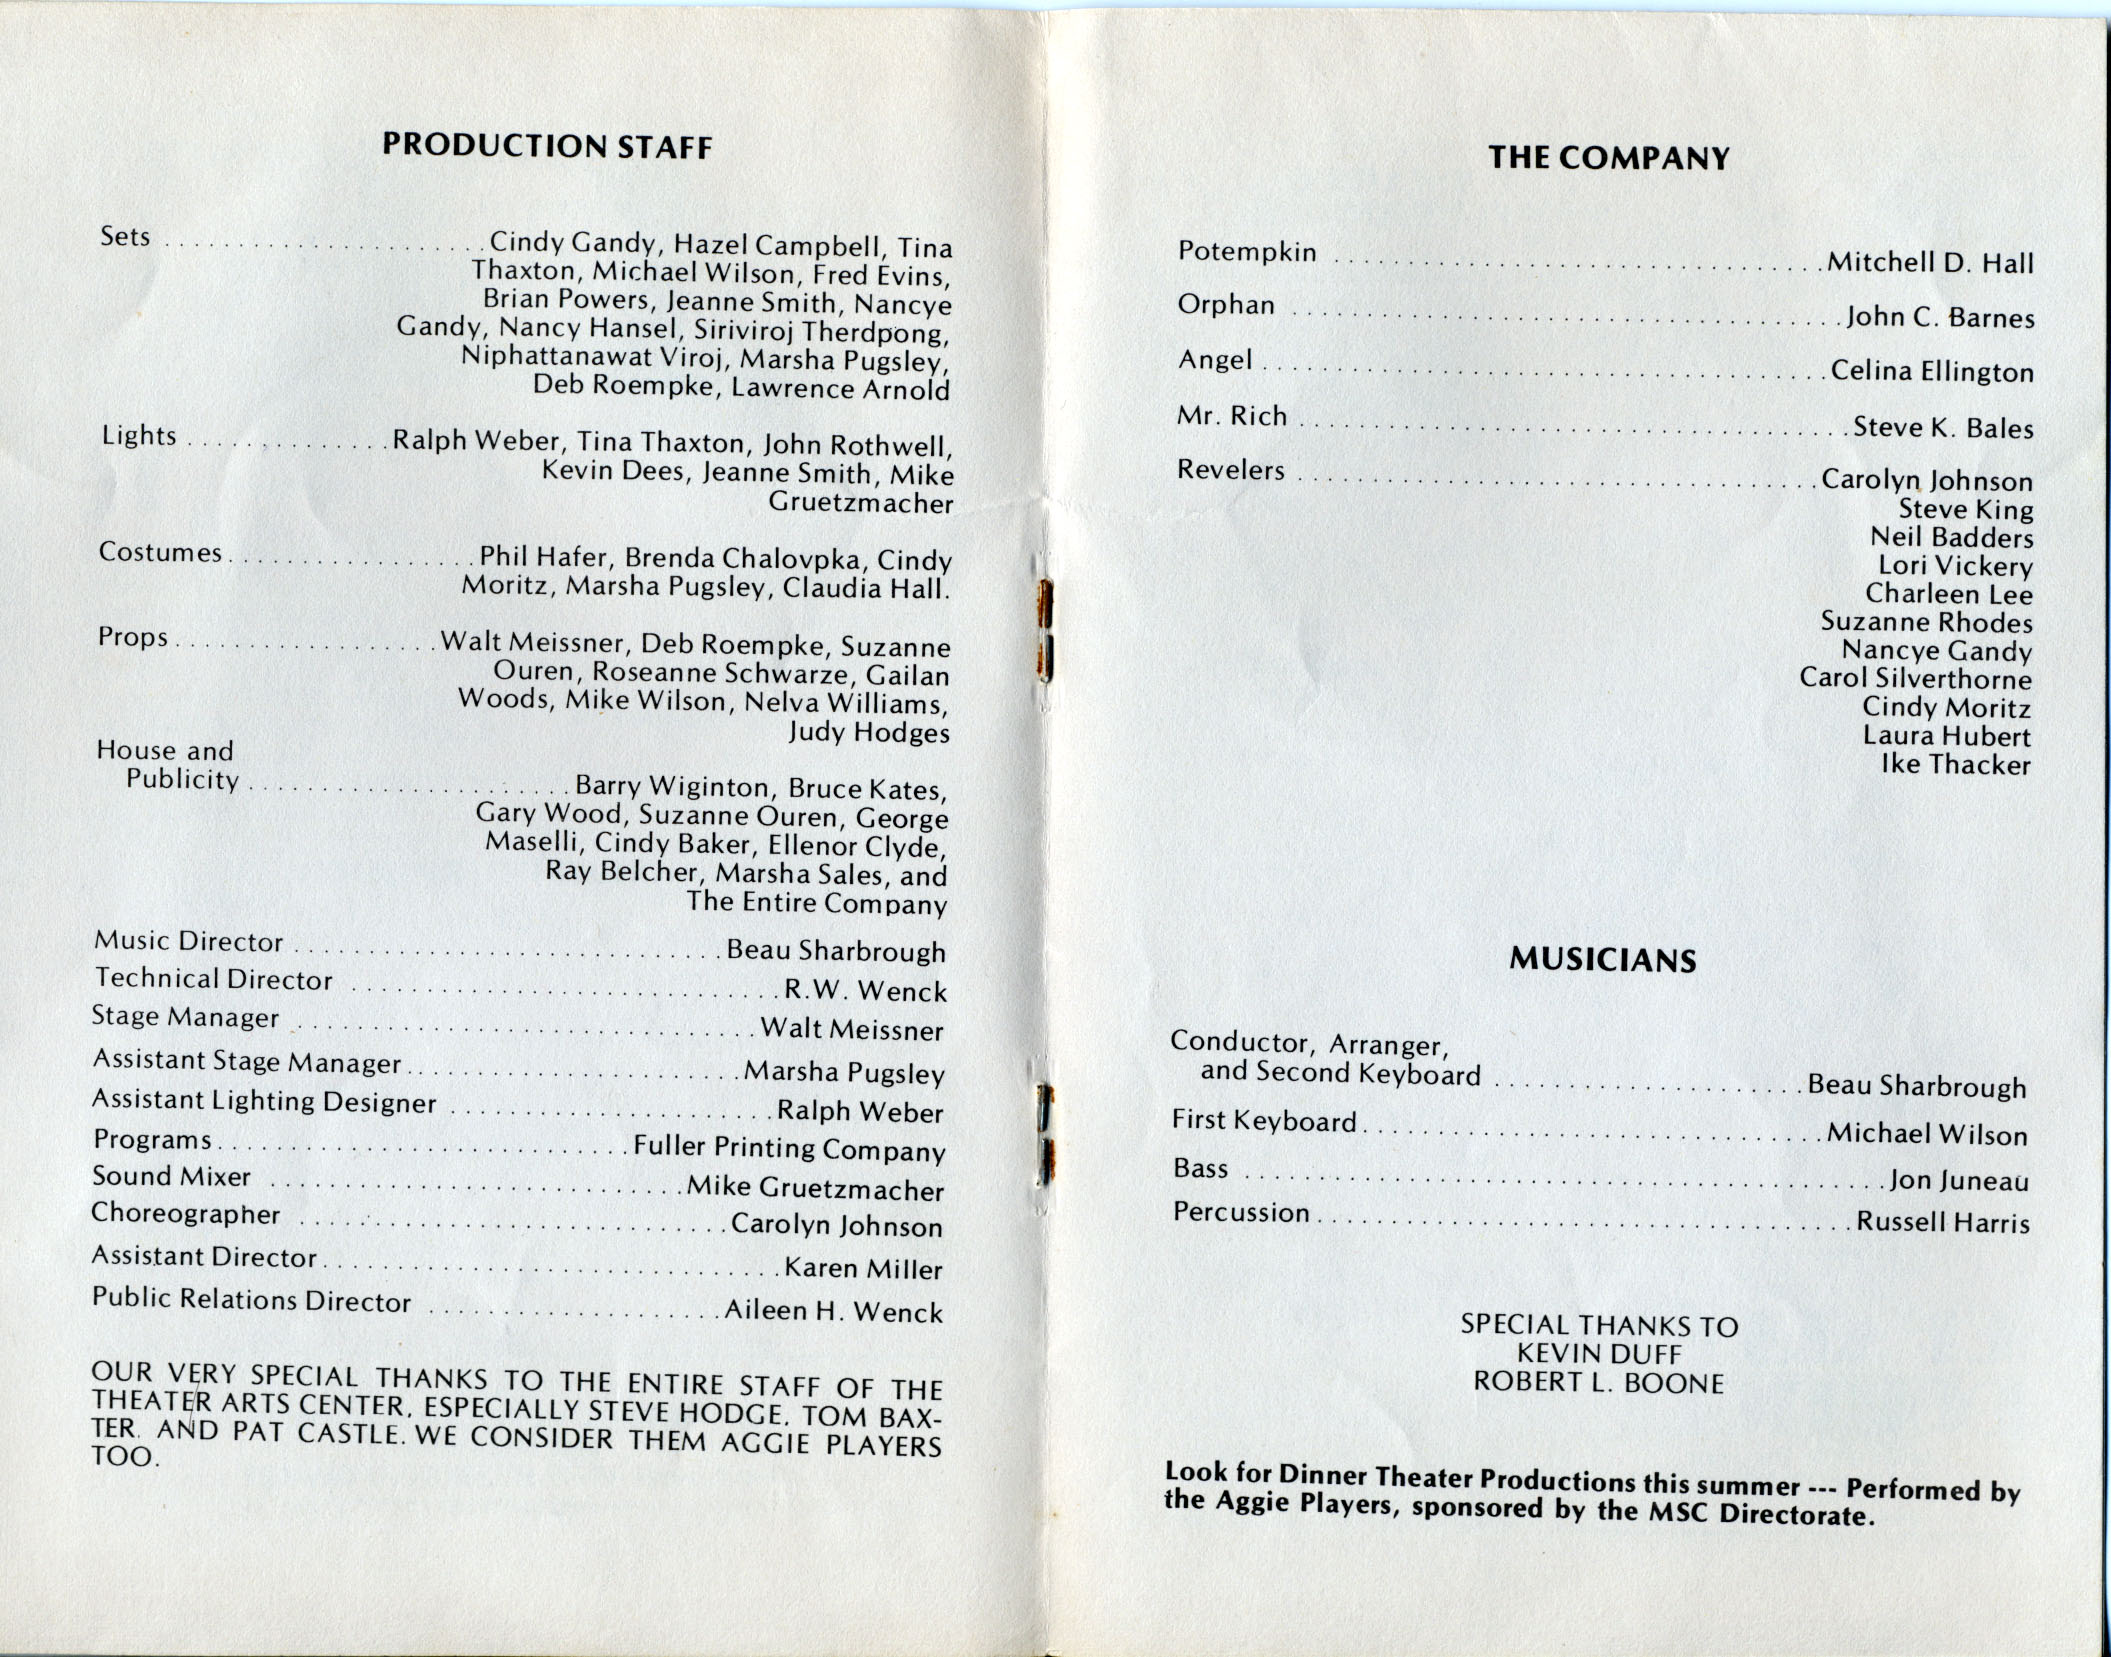 PRODUCTION STAFF
Sets . . . . . . . . . . . . . . . . . . . . . . Cindy Gandy, Hazel Campbell, Tina
Thaxton, Michael Wilson, Fred Evins,
Brian Powers, Jeanne Smith, Nancye
Gandy, Nancy Hansel, Siriviroj Therdpong,
Niphattanawat Viroj, Marsha Pugsley,
Deb Roempke, Lawrence Arnold
Lights . . . . . . . . . . . . . . Ralph Weber, Tina Thaxton, John Rothwell,
Kevin Dees, Jeanne Smith, Mike
Gruetzmacher
Costumes . . . . . . . . . . . . . . . . . Phil Hafer, Brenda Chalovpka, Cindy
Moritz, Marsha Pugsley, Claudia Hall.
Props . . . . . . . . . . . . . . . . . . Walt Meissner, Deb Roempke, Suzanne
Ouren, Roseanne Schwarze, Gailan
Woods, Mike Wilson, Nelva Williams,
Judy Hodges
House and
Publicity . . . . . . . . . . . . . . . . . . . . . . Barry Wiginton, Bruce Kates,
Gary Wood, Suzanne Ouren, George
Maselli, Cindy Baker, Ellenor Clyde,
Ray Belcher, Marsha Sales, and
The Entire Company
Music Director . . . . . . . . . . . . . . . . . . . . . . . . . . . . . Beau Sharbrough
Technical Director . . . . . . . . . . . . . . . . . . . . . . . . . . . . . R.W. Wenck
Stage Manager . . . . . . . . . . . . . . . . . . . . . . . . . . . . . . . Walt Meissner
Assistant Stage Manager . . . . . . . . . . . . . . . . . . . . . . . Marsha Pugsley
Assistant Lighting Designer . . . . . . . . . . . . . . . . . . . . . . Ralph Weber
Programs . . . . . . . . . . . . . . . . . . . . . . . . . . . . Fuller Printing Company
Sound Mixer . . . . . . . . . . . . . . . . . . . . . . . . . . . . Mike Gruetzmacher
Choreographer . . . . . . . . . . . . . . . . . . . . . . . . . . . . . Carolyn Johnson
Assistant Director . . . . . . . . . . . . . . . . . . . . . . . . . . . . . . . Karen Miller
Public Relations Director . . . . . . . . . . . . . . . . . . . . Aileen H. Wenck
OUR VERY SPECIAL THANKS TO THE ENTIRE STAFF OF THE
THEATER ARTS CENTER, ESPECIALLY STEVE HODGE, TOM BAX-
TER, AND PAT CASTLE. WE CONSIDER THEM AGGIE PLAYERS
TOO.
THE COMPANY
Potempkin . . . . . . . . . . . . . . . . . . . . . . . . . . . . . . . . . Mitchell D. Hall
Orphan . . . . . . . . . . . . . . . . . . . . . . . . . . . . . . . . . . . . . John C. Barnes
Angel . . . . . . . . . . . . . . . . . . . . . . . . . . . . . . . . . . . . . . Celina Ellington
Mr. Rich . . . . . . . . . . . . . . . . . . . . . . . . . . . . . . . . . . . . . Steve K. Bales
Revelers . . . . . . . . . . . . . . . . . . . . . . . . . . . . . . . . . . . Carolyn Johnson
Steve King
Neil Badders
Lori Vickery
Charleen Lee
Suzanne Rhodes
Nancye Gandy
Carol Silverthorne
Cindy Moritz
Laura Hubert
Ike Thacker
MUSICIANS
Conductor, Arranger,
and Second Keyboard . . . . . . . . . . . . . . . . . . . . . Beau Sharbrough
First Keyboard . . . . . . . . . . . . . . . . . . . . . . . . . . . . . . . Michael Wilson
Bass . . . . . . . . . . . . . . . . . . . . . . . . . . . . . . . . . . . . . . . . . . . Jon Juneau
Percussion . . . . . . . . . . . . . . . . . . . . . . . . . . . . . . . . . . . . Russell Harris
SPECIAL THANKS TO
KEVIN DUFF
ROBERT L. BOONE
Look for Dinner Theater Productions this summer --- Performed by
the Aggie Players, sponsored by the MSC Directorate.